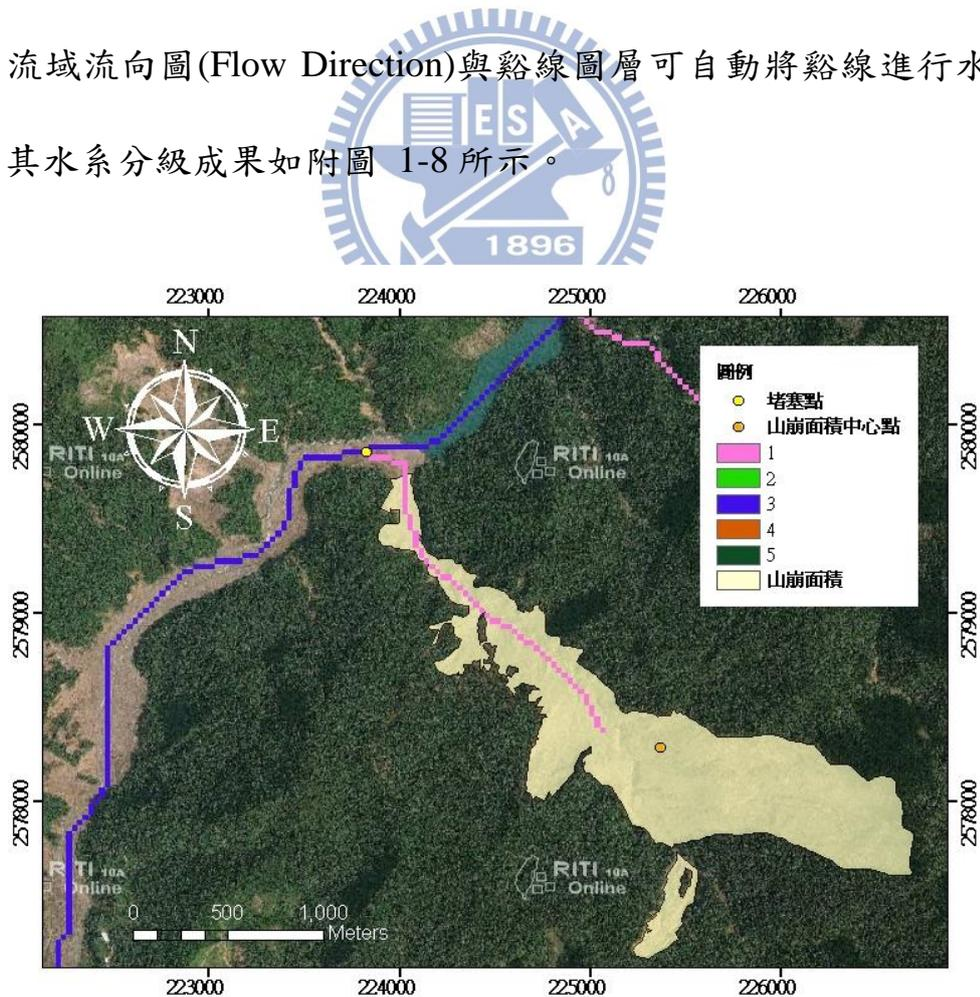 流域流向圖(Flow Direction)與谿線圖層可自動將谿線進行水
其水系分級成果如附圖 1-8 所示。
E S A
1896
223000 224000 225000 226000
N
W E
S
圖例
堵塞點
山崩面積中心點
1
2
3
4
5
山崩面積
2580000
2580000
RITI 10A
Online
RITI 10A
Online
2579000
2579000
2578000
2578000
RITI 10A
Online
RITI 10A
Online
0 500 1,000
Meters
223000 224000 225000 226000